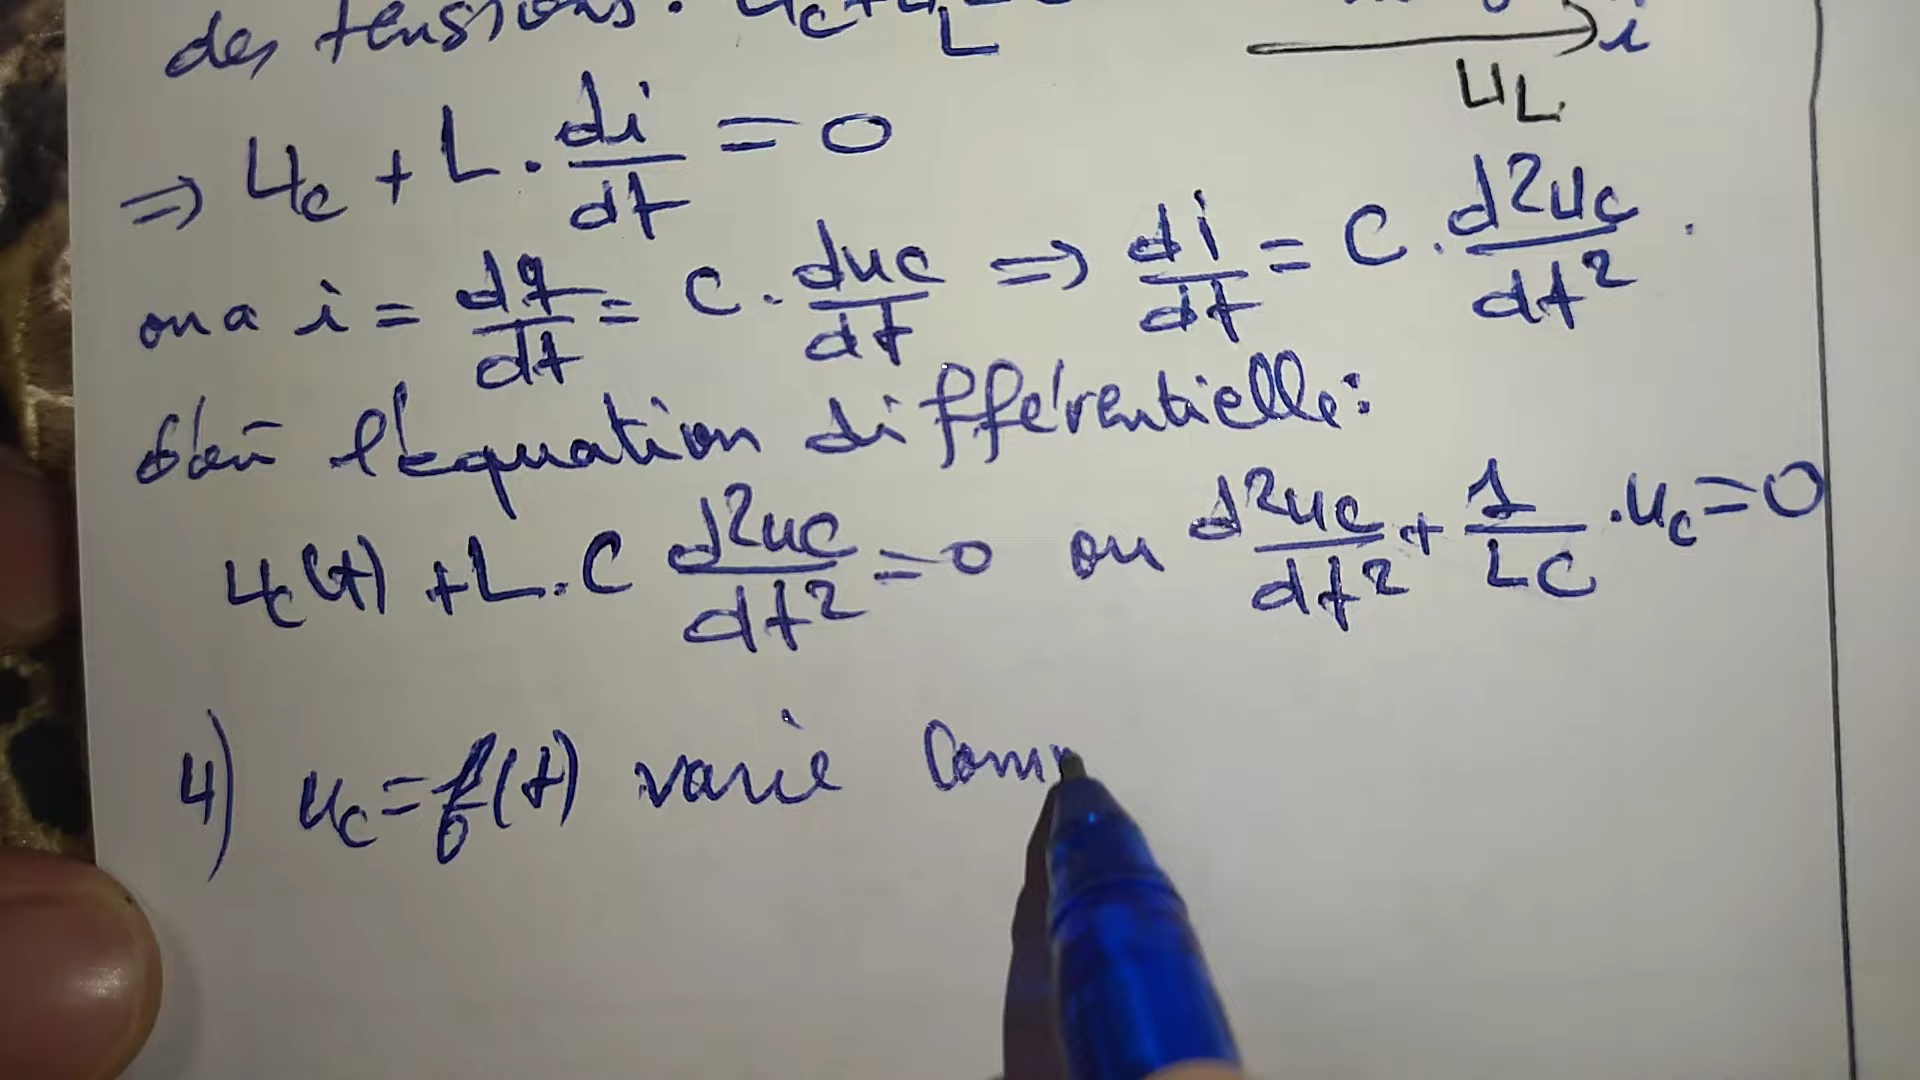 des tensions: uc + uL
i
uL
⇒ uc + L . di/dt = 0
on a i = dq/dt = C . duc/dt ⇒ di/dt = C . d²uc/dt² .
d'où l'équation différentielle:
uc(t) + L . C d²uc/dt² = 0 ou d²uc/dt² + 1/LC . uc = 0
4) uc = f(t) varie Comm